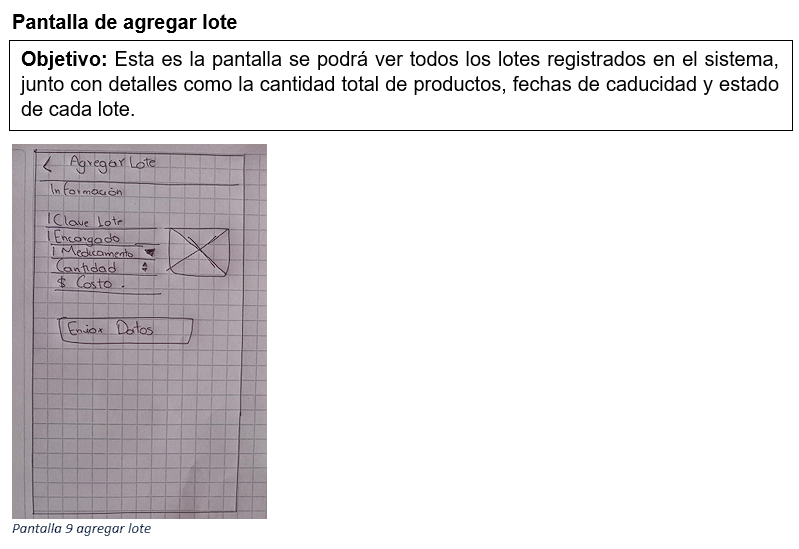 Pantalla de agregar lote
Objetivo: Esta es la pantalla se podrá ver todos los lotes registrados en el sistema,
junto con detalles como la cantidad total de productos, fechas de caducidad y estado
de cada lote.
< Agregar Lote
Información
Clave Lote
Encargado
Medicamento
Cantidad
$ Costo .
Enviar Datos
Pantalla 9 agregar lote